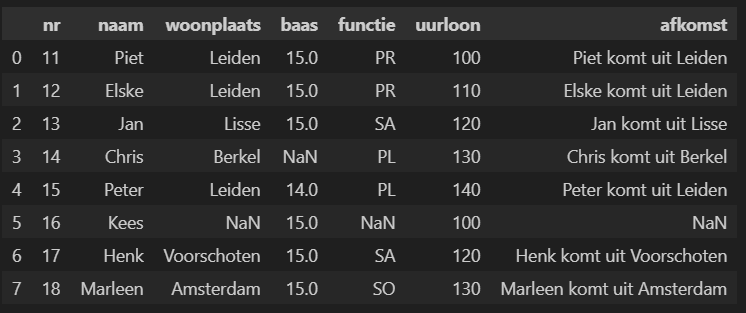 nr naam woonplaats baas functie uurloon afkomst
0 11 Piet Leiden 15.0 PR 100 Piet komt uit Leiden
1 12 Elske Leiden 15.0 PR 110 Elske komt uit Leiden
2 13 Jan Lisse 15.0 SA 120 Jan komt uit Lisse
3 14 Chris Berkel NaN PL 130 Chris komt uit Berkel
4 15 Peter Leiden 14.0 PL 140 Peter komt uit Leiden
5 16 Kees NaN 15.0 NaN 100 NaN
6 17 Henk Voorschoten 15.0 SA 120 Henk komt uit Voorschoten
7 18 Marleen Amsterdam 15.0 SO 130 Marleen komt uit Amsterdam